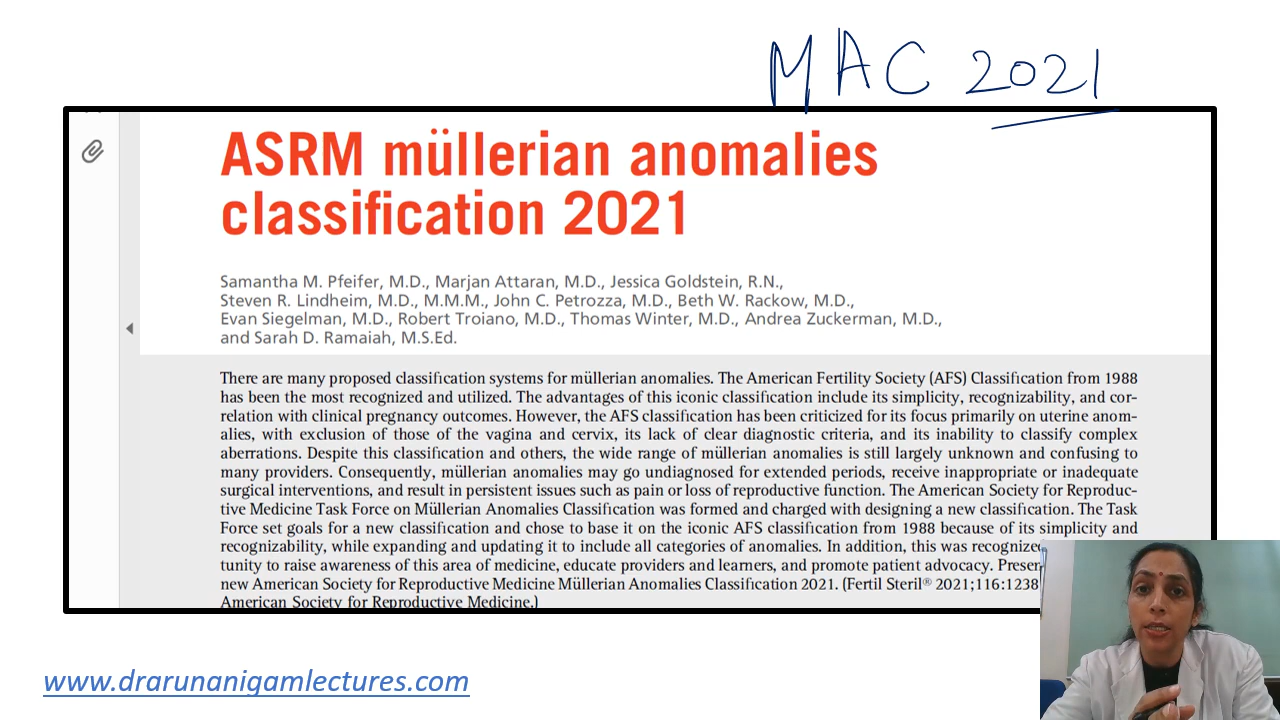 MAC 2021
ASRM müllerian anomalies
classification 2021
Samantha M. Pfeifer, M.D., Marjan Attaran, M.D., Jessica Goldstein, R.N.,
Steven R. Lindheim, M.D., M.M.M., John C. Petrozza, M.D., Beth W. Rackow, M.D.,
Evan Siegelman, M.D., Robert Troiano, M.D., Thomas Winter, M.D., Andrea Zuckerman, M.D.,
and Sarah D. Ramaiah, M.S.Ed.
There are many proposed classification systems for müllerian anomalies. The American Fertility Society (AFS) Classification from 1988
has been the most recognized and utilized. The advantages of this iconic classification include its simplicity, recognizability, and cor-
relation with clinical pregnancy outcomes. However, the AFS classification has been criticized for its focus primarily on uterine anom-
alies, with exclusion of those of the vagina and cervix, its lack of clear diagnostic criteria, and its inability to classify complex
aberrations. Despite this classification and others, the wide range of müllerian anomalies is still largely unknown and confusing to
many providers. Consequently, müllerian anomalies may go undiagnosed for extended periods, receive inappropriate or inadequate
surgical interventions, and result in persistent issues such as pain or loss of reproductive function. The American Society for Reproduc-
tive Medicine Task Force on Müllerian Anomalies Classification was formed and charged with designing a new classification. The Task
Force set goals for a new classification and chose to base it on the iconic AFS classification from 1988 because of its simplicity and
recognizability, while expanding and updating it to include all categories of anomalies. In addition, this was recognized
tunity to raise awareness of this area of medicine, educate providers and learners, and promote patient advocacy.
new American Society for Reproductive Medicine Müllerian Anomalies Classification 2021. (Fertil Steril® 2021;116:1238
American Society for Reproductive Medicine.)
www.drarunanigamlectures.com